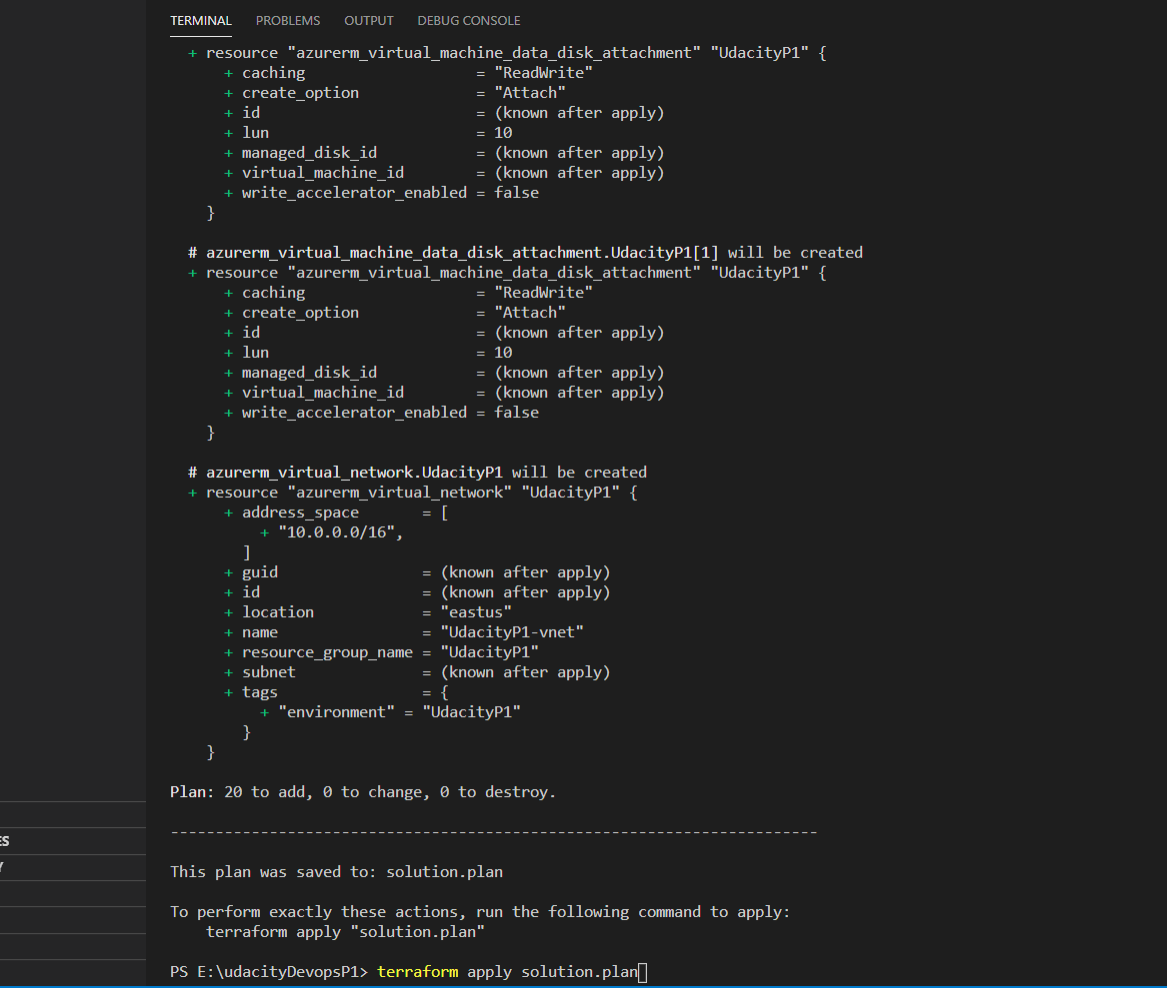 TERMINAL PROBLEMS OUTPUT DEBUG CONSOLE
+ resource "azurerm_virtual_machine_data_disk_attachment" "UdacityP1" {
+ caching = "ReadWrite"
+ create_option = "Attach"
+ id = (known after apply)
+ lun = 10
+ managed_disk_id = (known after apply)
+ virtual_machine_id = (known after apply)
+ write_accelerator_enabled = false
}
# azurerm_virtual_machine_data_disk_attachment.UdacityP1[1] will be created
+ resource "azurerm_virtual_machine_data_disk_attachment" "UdacityP1" {
+ caching = "ReadWrite"
+ create_option = "Attach"
+ id = (known after apply)
+ lun = 10
+ managed_disk_id = (known after apply)
+ virtual_machine_id = (known after apply)
+ write_accelerator_enabled = false
}
# azurerm_virtual_network.UdacityP1 will be created
+ resource "azurerm_virtual_network" "UdacityP1" {
+ address_space = [
+ "10.0.0.0/16",
]
+ guid = (known after apply)
+ id = (known after apply)
+ location = "eastus"
+ name = "UdacityP1-vnet"
+ resource_group_name = "UdacityP1"
+ subnet = (known after apply)
+ tags = {
+ "environment" = "UdacityP1"
}
}
Plan: 20 to add, 0 to change, 0 to destroy.
------------------------------------------------------------------------
ES
This plan was saved to: solution.plan
Y
To perform exactly these actions, run the following command to apply:
terraform apply "solution.plan"
PS E:\udacityDevopsP1> terraform apply solution.plan